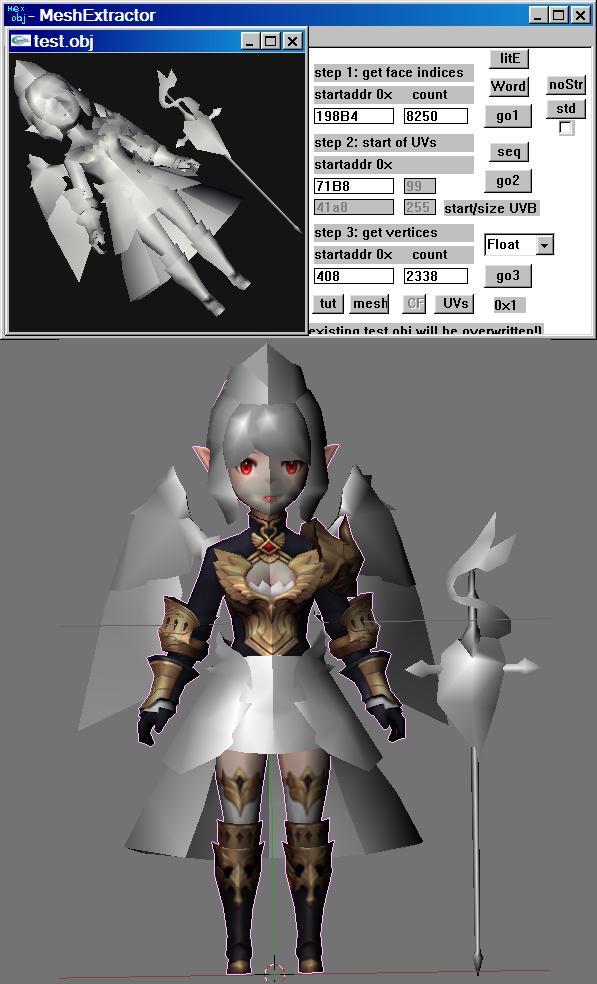 Hex
obj
- MeshExtractor
test.obj
litE
step 1: get face indices
Word
noStr
startaddr 0x count
std
198B4 8250
go1
step 2: start of UVs
seq
startaddr 0x
go2
71B8 99
41a8 255 start/size UVB
step 3: get vertices
Float
startaddr 0x count
408 2338
go3
tut mesh CF UVs 0x1
existing test.obj will be overwritten!)